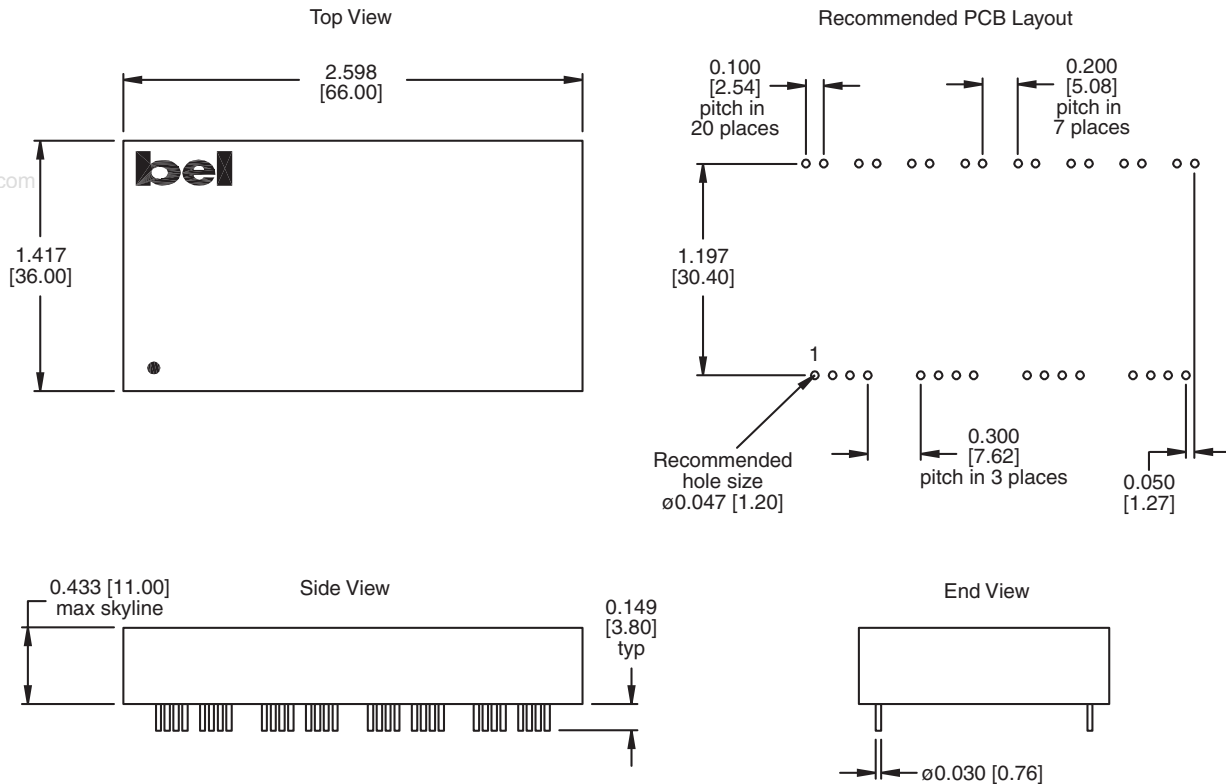 Top View
Recommended PCB Layout
2.598
[66.00]
0.100
[2.54]
pitch in
20 places
0.200
[5.08]
pitch in
7 places
bel
com
1.417
[36.00]
1.197
[30.40]
1
Recommended
hole size
ø0.047 [1.20]
0.300
[7.62]
pitch in 3 places
0.050
[1.27]
0.433 [11.00]
max skyline
Side View
0.149
[3.80]
typ
End View
ø0.030 [0.76]